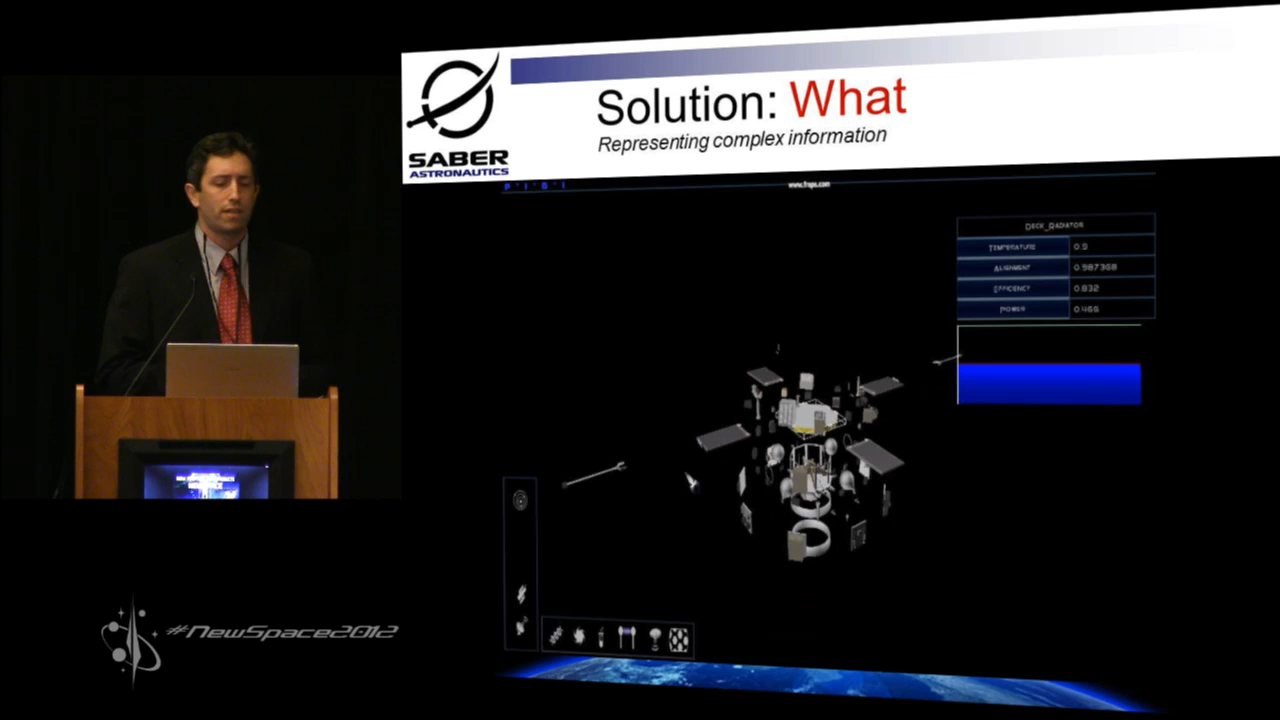 Solution: What
Representing complex information
SABER
ASTRONAUTICS
P · I · G · I
www.fraps.com
DECK_RADIATOR
TEMPERATURE 0.9
ALIGNMENT 0.987368
EFFICIENCY 0.832
POWER 0.466
#NewSpace2012